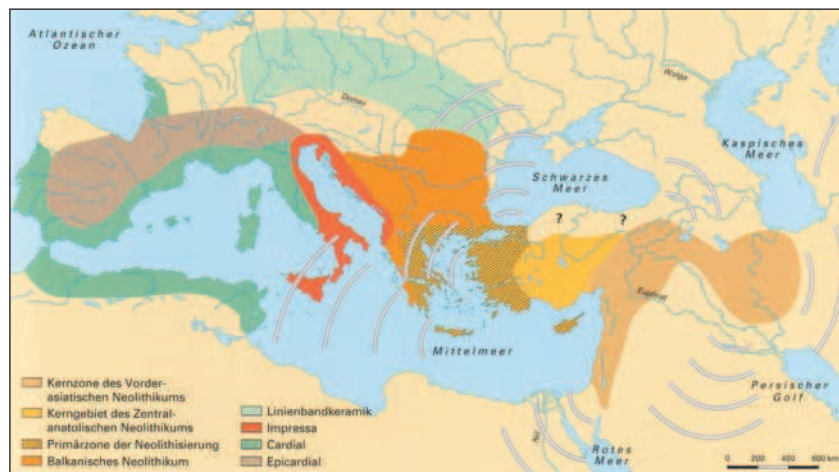 Atlantischer
Ozean
Wolga
Donau
Kaspisches
Meer
Schwarzes
Meer
?
?
Euphrat
Mittelmeer
Persischer
Golf
Nil
Rotes
Meer
Kernzone des Vorder-
asiatischen Neolithikums
Kerngebiet des Zentral-
anatolischen Neolithikums
Primärzone der Neolithisierung
Balkanisches Neolithikum
Linienbandkeramik
Impressa
Cardial
Epicardial
0 200 400 600 km